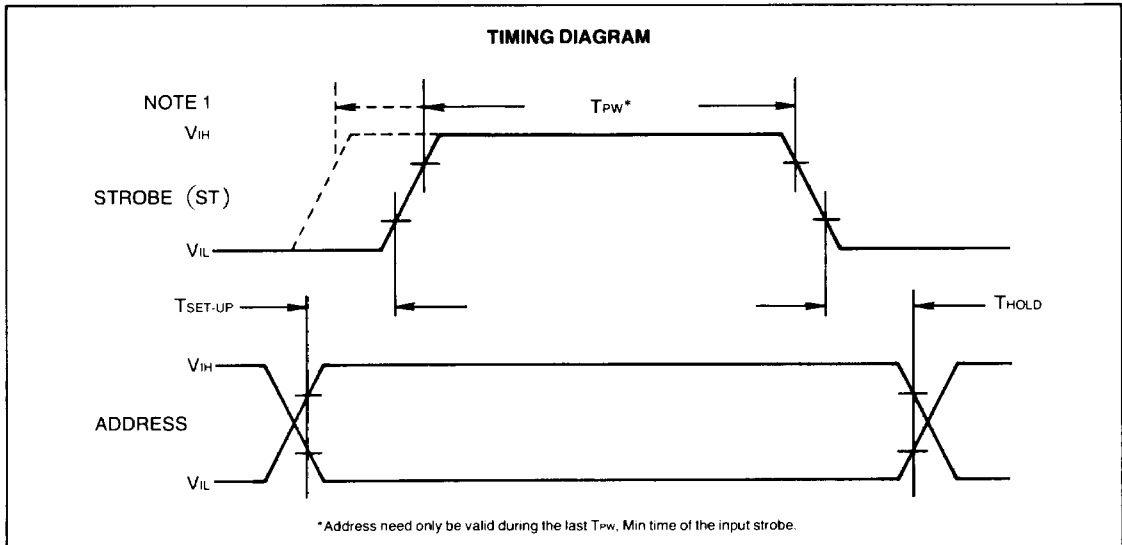 TIMING DIAGRAM
NOTE 1
TPW*
VIH
STROBE (ST)
VIL
TSET-UP
THOLD
VIH
ADDRESS
VIL
*Address need only be valid during the last TPW, Min time of the input strobe.